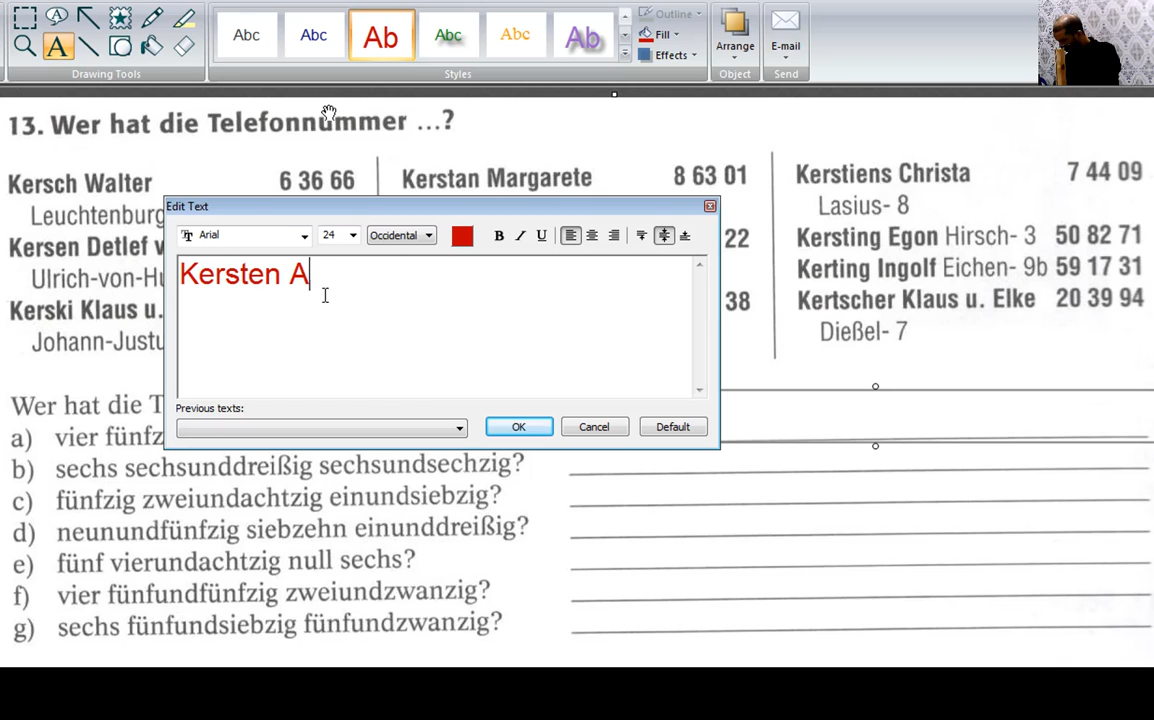 Abc
Abc
Ab
Abc
Abc
Ab
Outline
Fill
Effects
Arrange
E-mail
Drawing Tools
Styles
Object
Send
13. Wer hat die Telefonnummer ...?
Kersch Walter 6 36 66
Leuchtenburg
Kersen Detlef v
Ulrich-von-Hu
Kerski Klaus u.
Johann-Justu
Kerstan Margarete 8 63 01
22
38
Kerstiens Christa 7 44 09
Lasius- 8
Kersting Egon Hirsch- 3 50 82 71
Kerting Ingolf Eichen- 9b 59 17 31
Kertscher Klaus u. Elke 20 39 94
Dießel- 7
Edit Text
Arial
24
Occidental
B I U
Kersten A
Previous texts:
OK
Cancel
Default
Wer hat die T
a) vier fünfz
b) sechs sechsunddreißig sechsundsechzig?
c) fünfzig zweiundachtzig einundsiebzig?
d) neunundfünfzig siebzehn einunddreißig?
e) fünf vierundachtzig null sechs?
f) vier fünfundfünfzig zweiundzwanzig?
g) sechs fünfundsiebzig fünfundzwanzig?